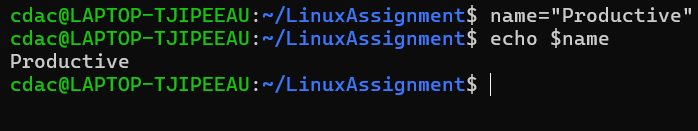 cdac@LAPTOP-TJIPEEAU:~/LinuxAssignment$ name="Productive"
cdac@LAPTOP-TJIPEEAU:~/LinuxAssignment$ echo $name
Productive
cdac@LAPTOP-TJIPEEAU:~/LinuxAssignment$